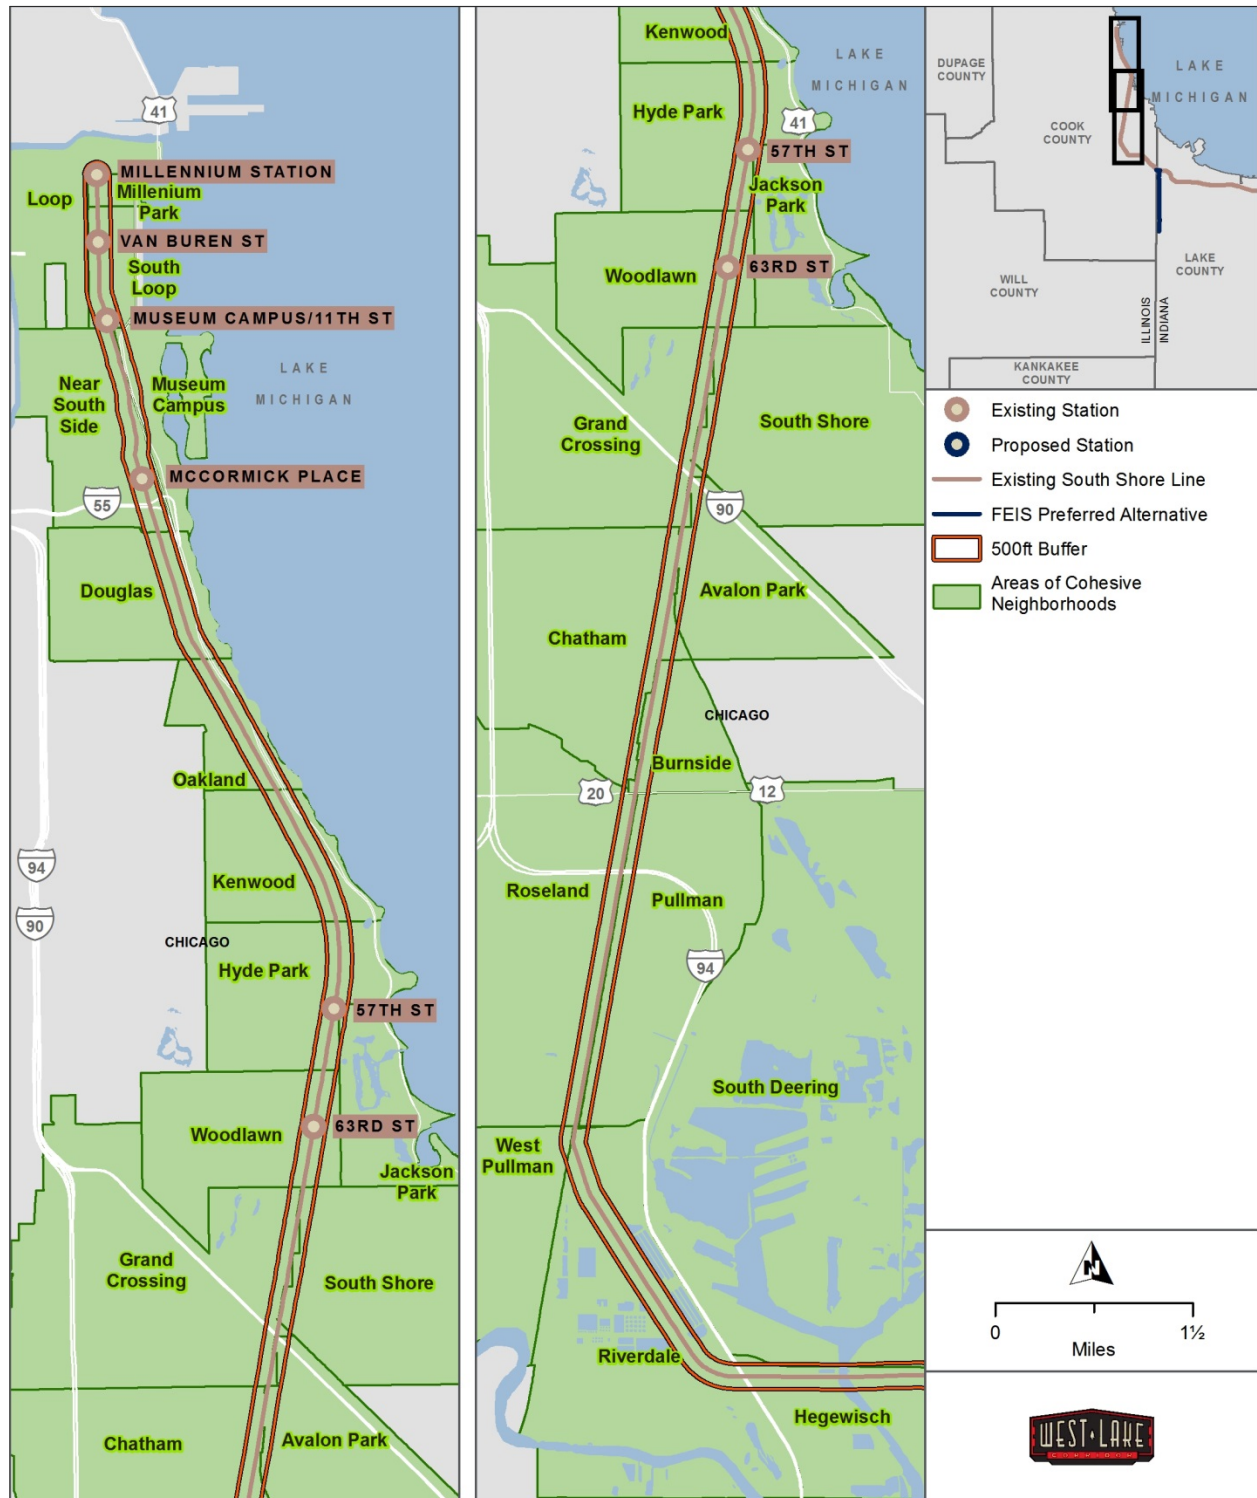 41
MILLENNIUM STATION
Loop
Millenium
Park
VAN BUREN ST
South
Loop
MUSEUM CAMPUS/11TH ST
LAKE
MICHIGAN
Near
South
Side
Museum
Campus
MCCORMICK PLACE
55
Douglas
Oakland
94
Kenwood
90
CHICAGO
Hyde Park
57TH ST
Woodlawn
63RD ST
Jackson
Park
Grand
Crossing
South Shore
Chatham
Avalon Park
Kenwood
LAKE
MICHIGAN
Hyde Park
41
57TH ST
Jackson
Park
Woodlawn
63RD ST
Grand
Crossing
South Shore
90
Avalon Park
Chatham
CHICAGO
Burnside
20
12
Roseland
Pullman
94
South Deering
West
Pullman
Riverdale
Hegewisch
DUPAGE
COUNTY
LAKE
MICHIGAN
COOK
COUNTY
WILL
COUNTY
LAKE
COUNTY
ILLINOIS
INDIANA
KANKAKEE
COUNTY
Existing Station
Proposed Station
Existing South Shore Line
FEIS Preferred Alternative
500ft Buffer
Areas of Cohesive
Neighborhoods
N
0
1½
Miles
WEST LAKE